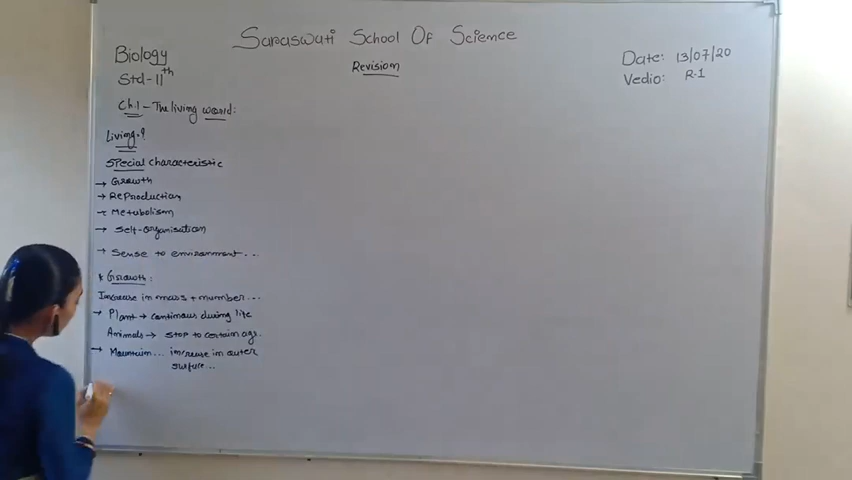 Saraswati School Of Science
Biology
Std-11th
Revision
Date: 13/07/20
Vedio: R.1
Ch.1 - The living world:
Living.?
Special characteristic
→ Growth
→ Reproduction
→ Metabolism
→ Self-organisation
→ Sense to environment...
* Growth:
Increase in mass + number...
→ Plant → continuous during life
Animals → stop to certain age.
→ Mountain... increase in outer
surface...